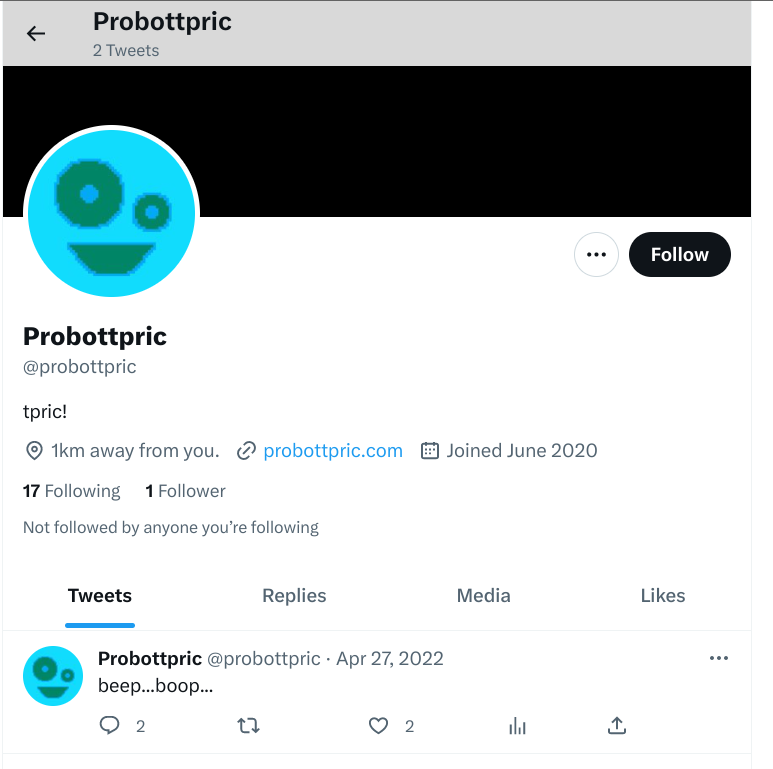 Probottpric
2 Tweets
Follow
Probottpric
@probottpric
tpric!
1km away from you. probottpric.com Joined June 2020
17 Following 1 Follower
Not followed by anyone you’re following
Tweets Replies Media Likes
Probottpric @probottpric · Apr 27, 2022
beep...boop...
2 2